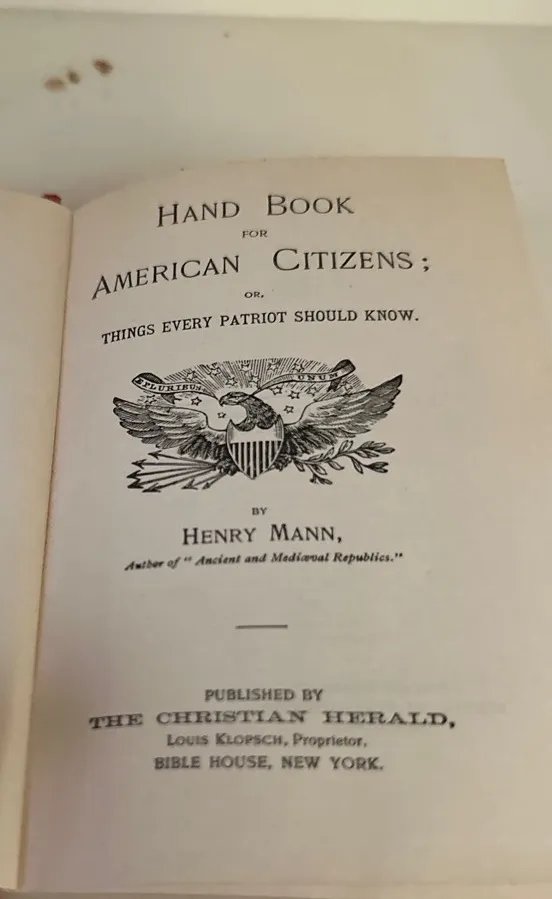 HAND BOOK
FOR
AMERICAN CITIZENS;
OR,
THINGS EVERY PATRIOT SHOULD KNOW.
E PLURIBUS UNUM
BY
HENRY MANN,
Author of "Ancient and Mediæval Republics."
PUBLISHED BY
THE CHRISTIAN HERALD,
LOUIS KLOPSCH, Proprietor,
BIBLE HOUSE, NEW YORK.